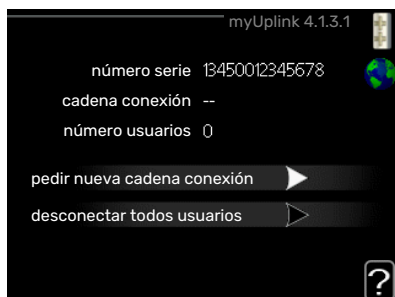 myUplink 4.1.3.1
número serie 13450012345678
cadena conexión --
número usuarios 0
pedir nueva cadena conexión
desconectar todos usuarios
?